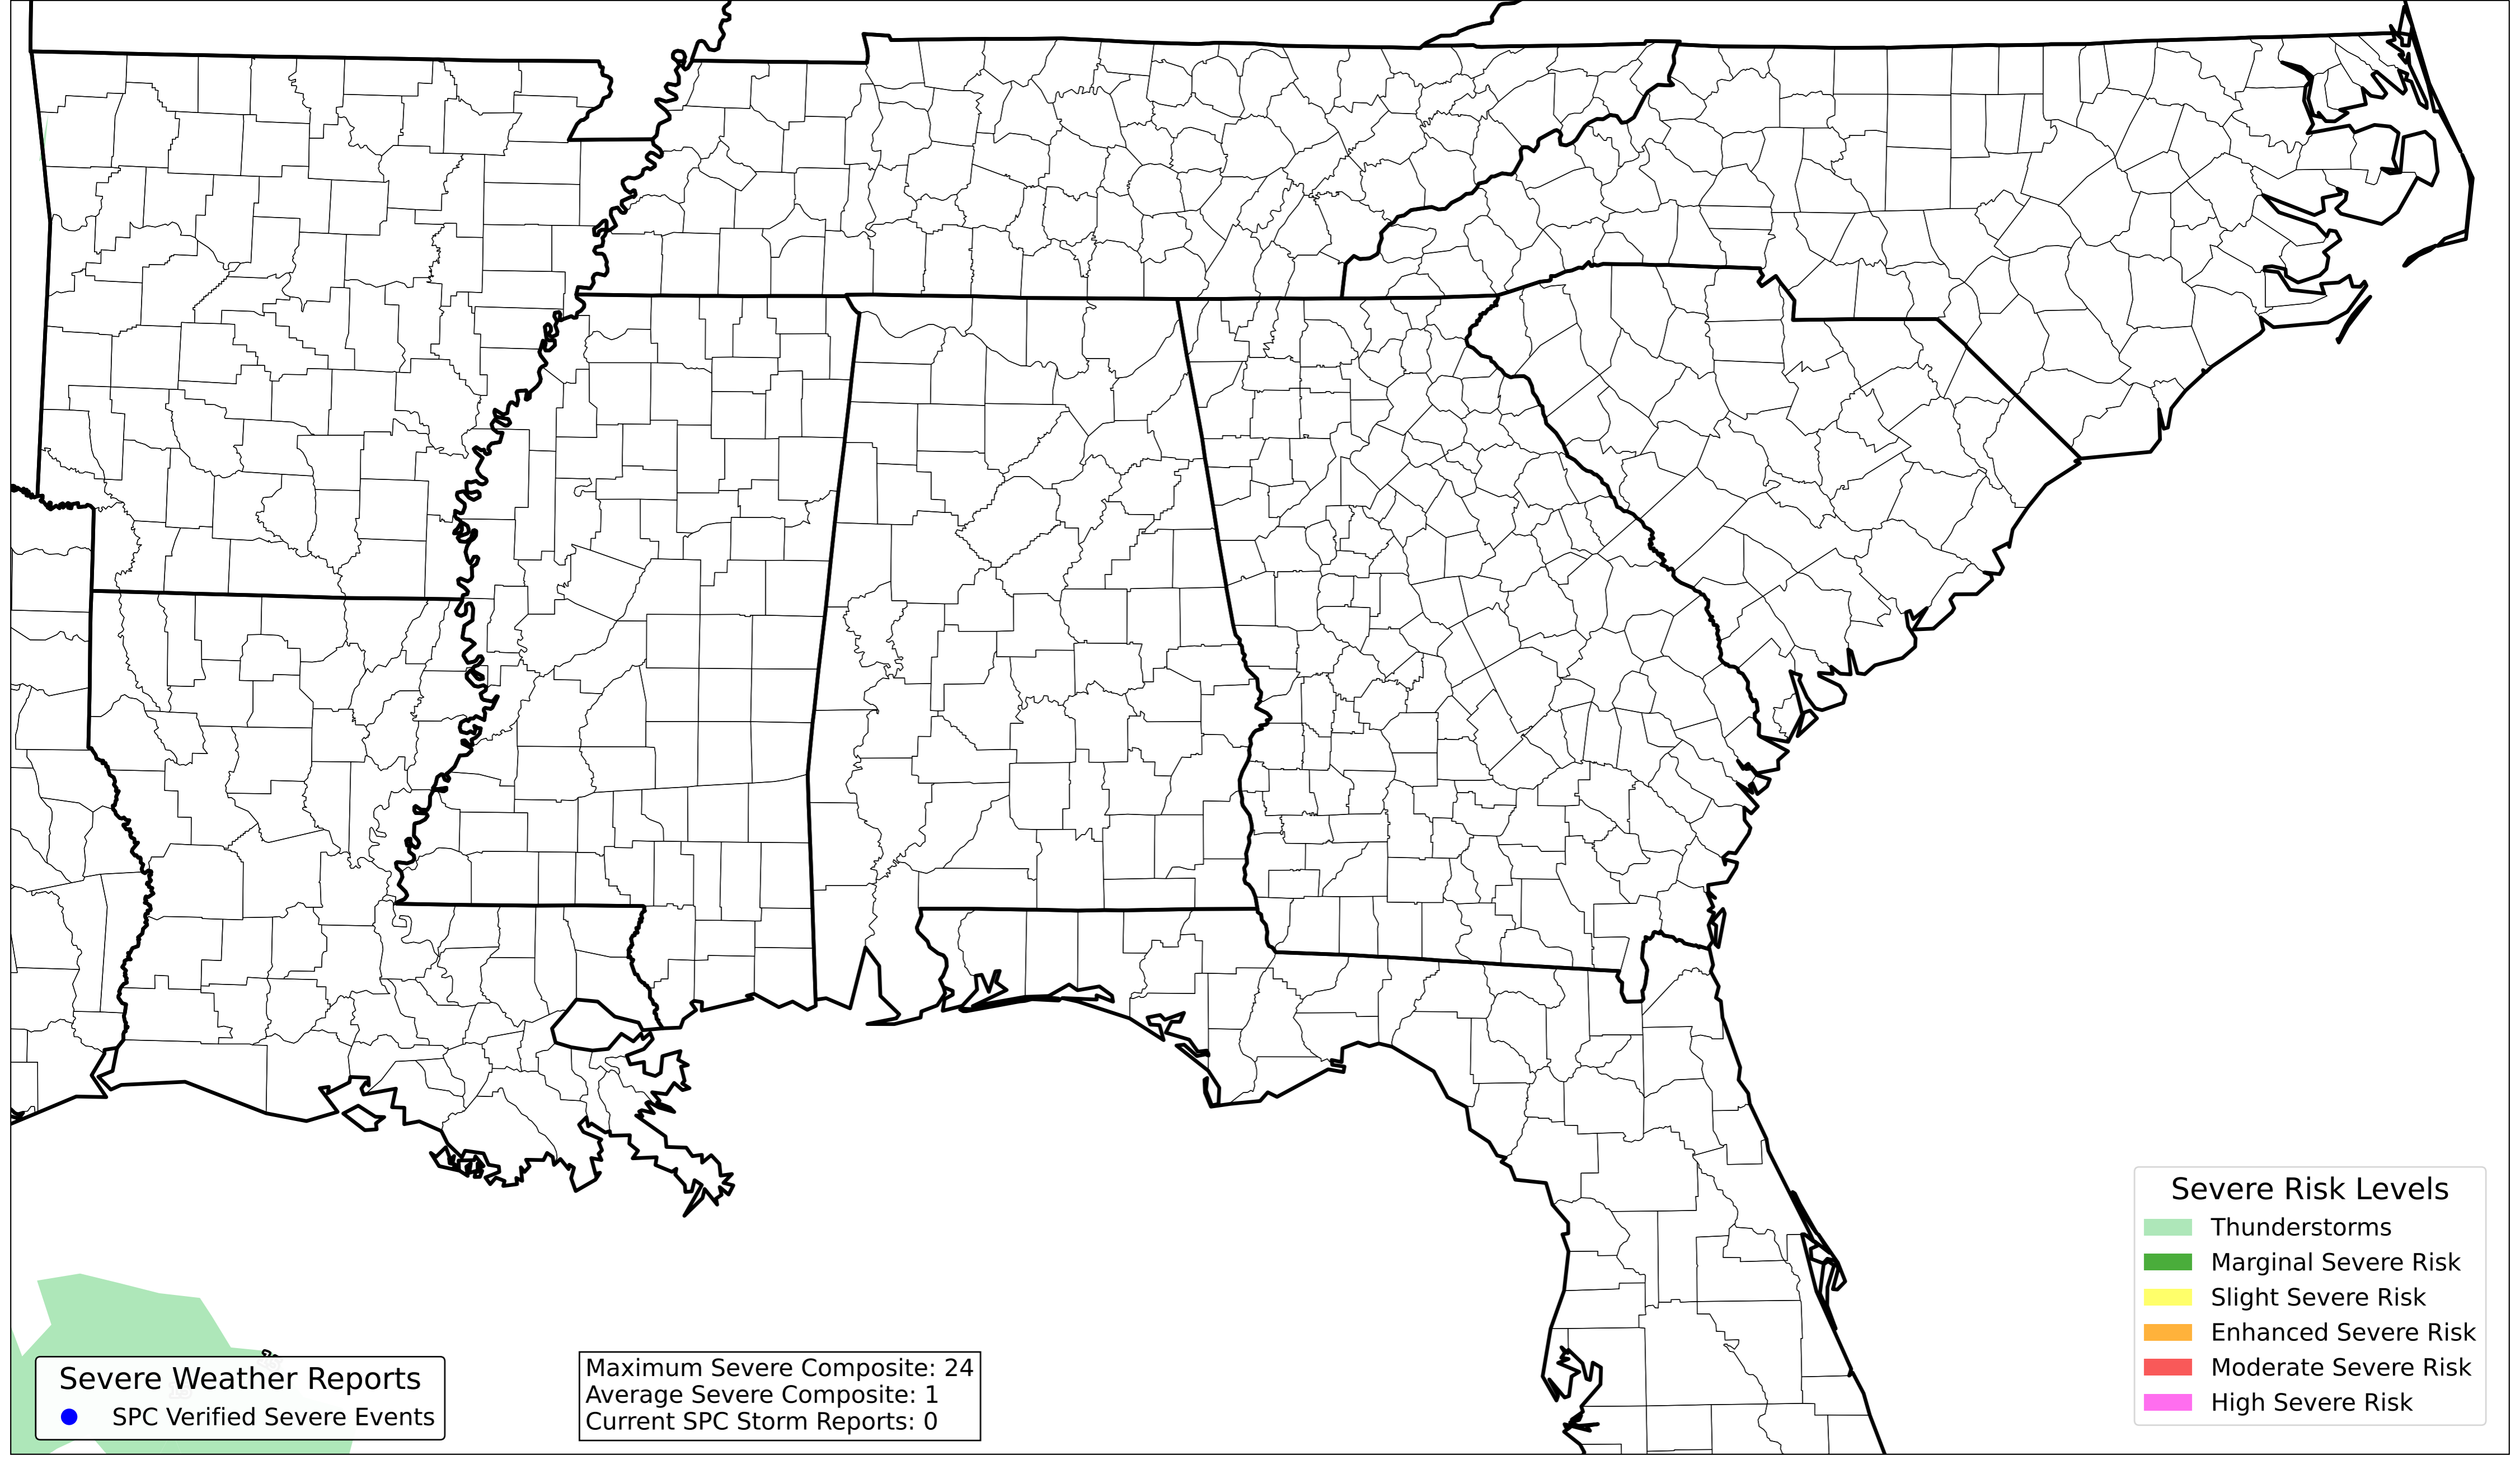 Severe Weather Reports
SPC Verified Severe Events
Maximum Severe Composite: 24
Average Severe Composite: 1
Current SPC Storm Reports: 0
Severe Risk Levels
Thunderstorms
Marginal Severe Risk
Slight Severe Risk
Enhanced Severe Risk
Moderate Severe Risk
High Severe Risk